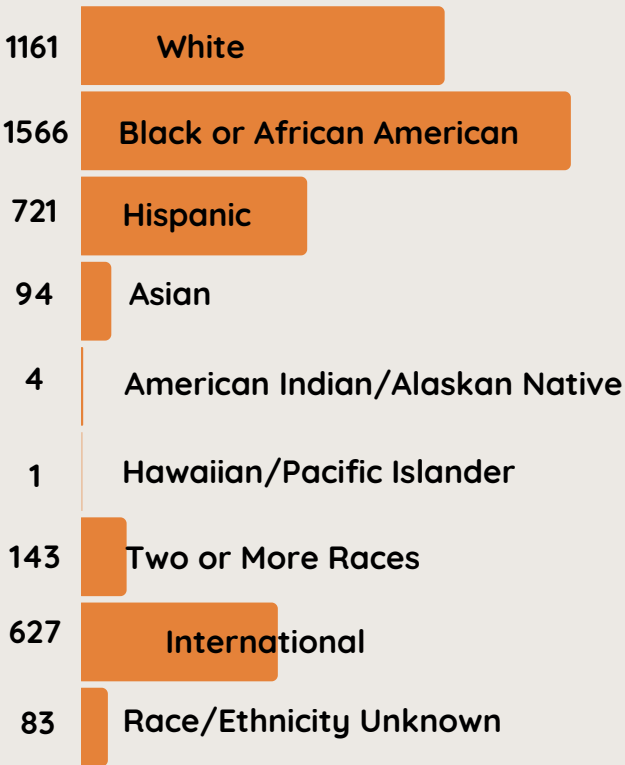 1161 White
1566 Black or African American
721 Hispanic
94 Asian
4 American Indian/Alaskan Native
1 Hawaiian/Pacific Islander
143 Two or More Races
627 International
83 Race/Ethnicity Unknown